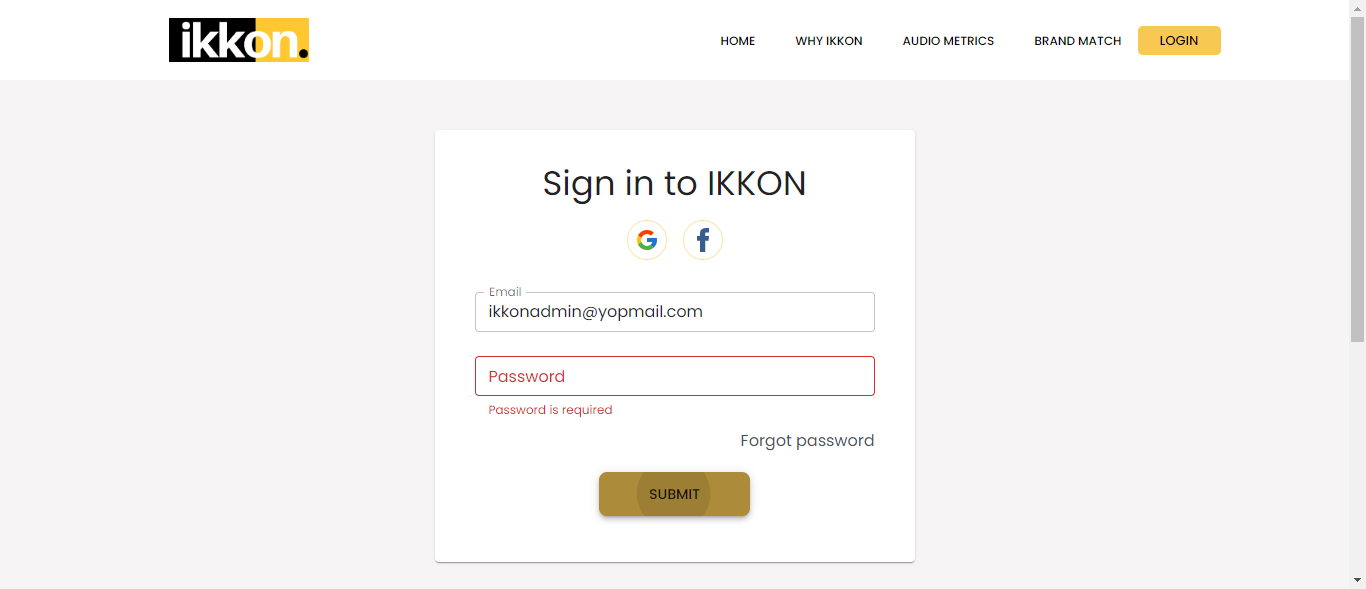 ikkon.
HOME WHY IKKON AUDIO METRICS BRAND MATCH LOGIN
Sign in to IKKON
Email
ikkonadmin@yopmail.com
Password
Password is required
Forgot password
SUBMIT